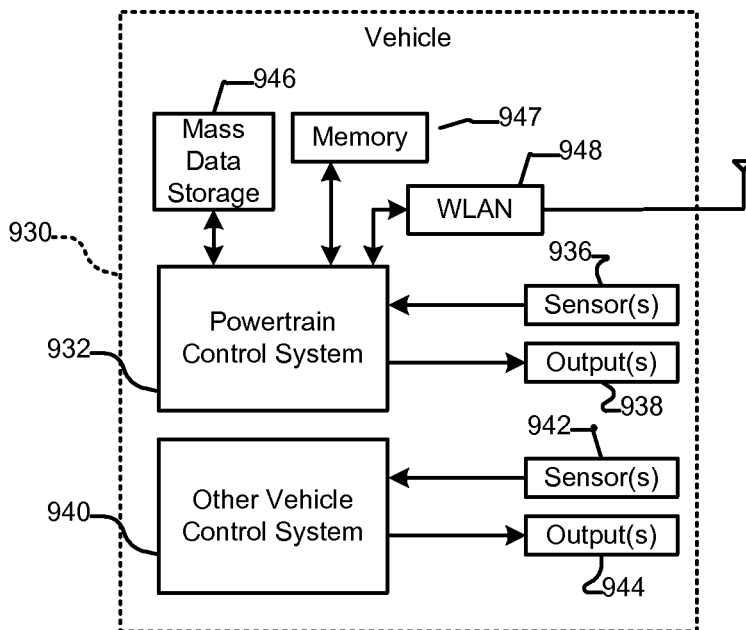 Vehicle
946
Mass
Data
Storage
Memory
947
948
WLAN
930
936
Powertrain
Control System
Sensor(s)
932
Output(s)
938
942
Sensor(s)
940
Other Vehicle
Control System
Output(s)
944